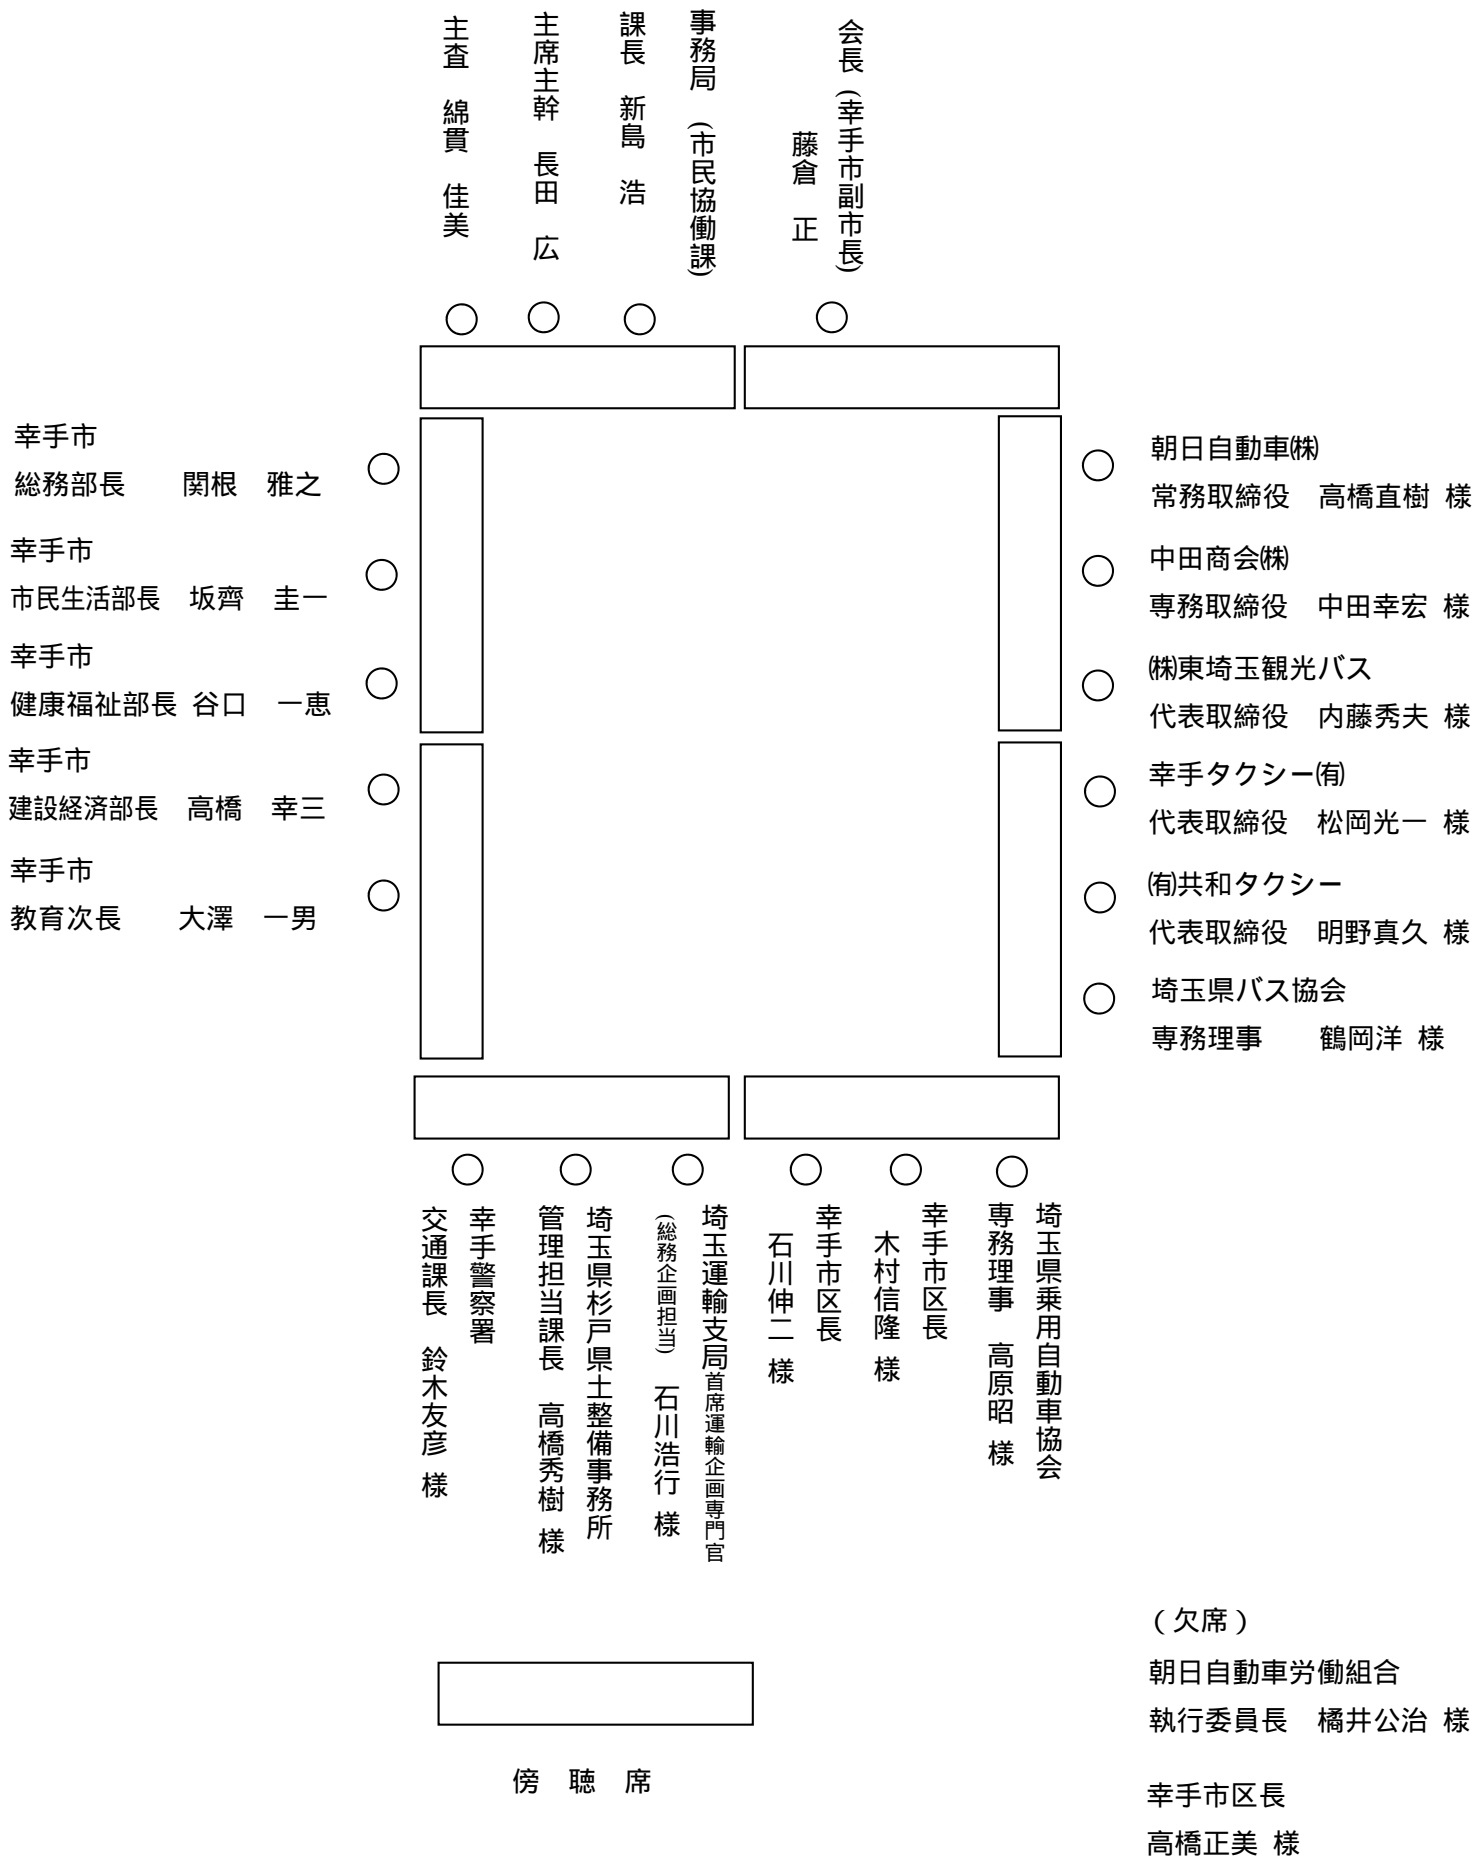 会長（幸手市副市長）
藤倉　正
事務局　（市民協働課）
課長　新島　浩
主席主幹　長田　広
主査　綿貫　佳美
幸手市
総務部長　　関根　雅之
幸手市
市民生活部長　坂齊　圭一
幸手市
健康福祉部長 谷口　一恵
幸手市
建設経済部長　高橋　幸三
幸手市
教育次長　　大澤　一男
朝日自動車㈱
常務取締役　高橋直樹 様
中田商会㈱
専務取締役　中田幸宏 様
㈱東埼玉観光バス
代表取締役　内藤秀夫 様
幸手タクシー㈲
代表取締役　松岡光一 様
㈲共和タクシー
代表取締役　明野真久 様
埼玉県バス協会
専務理事　　鶴岡洋 様
埼玉県乗用自動車協会
専務理事　高原昭 様
幸手市区長
木村信隆 様
幸手市区長
石川伸二 様
埼玉運輸支局首席運輸企画専門官
（総務企画担当）　石川浩行 様
埼玉県杉戸県土整備事務所
管理担当課長　高橋秀樹 様
幸手警察署
交通課長　鈴木友彦 様
傍　聴　席
（欠席）
朝日自動車労働組合
執行委員長　橘井公治 様
幸手市区長
高橋正美 様